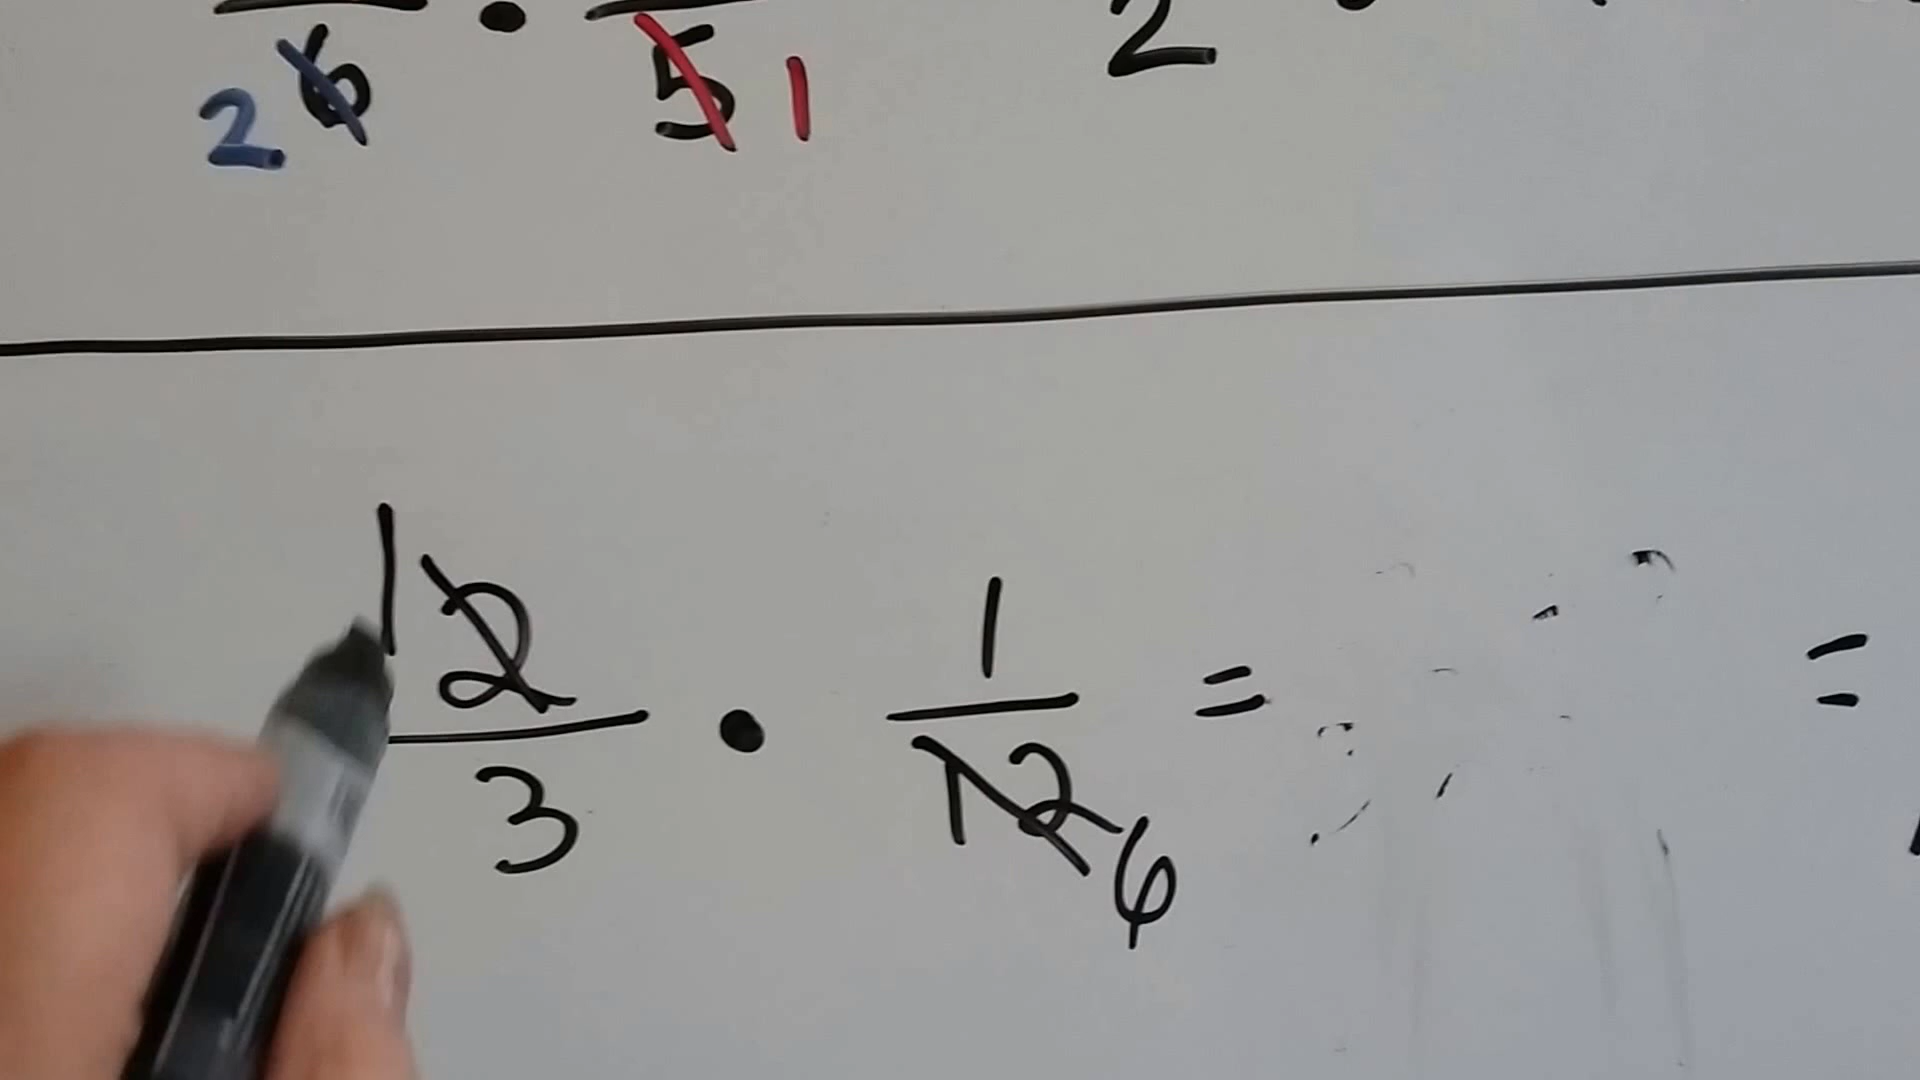 2 6 • 5 1 2
1 2 1
— • — = =
3 12 6